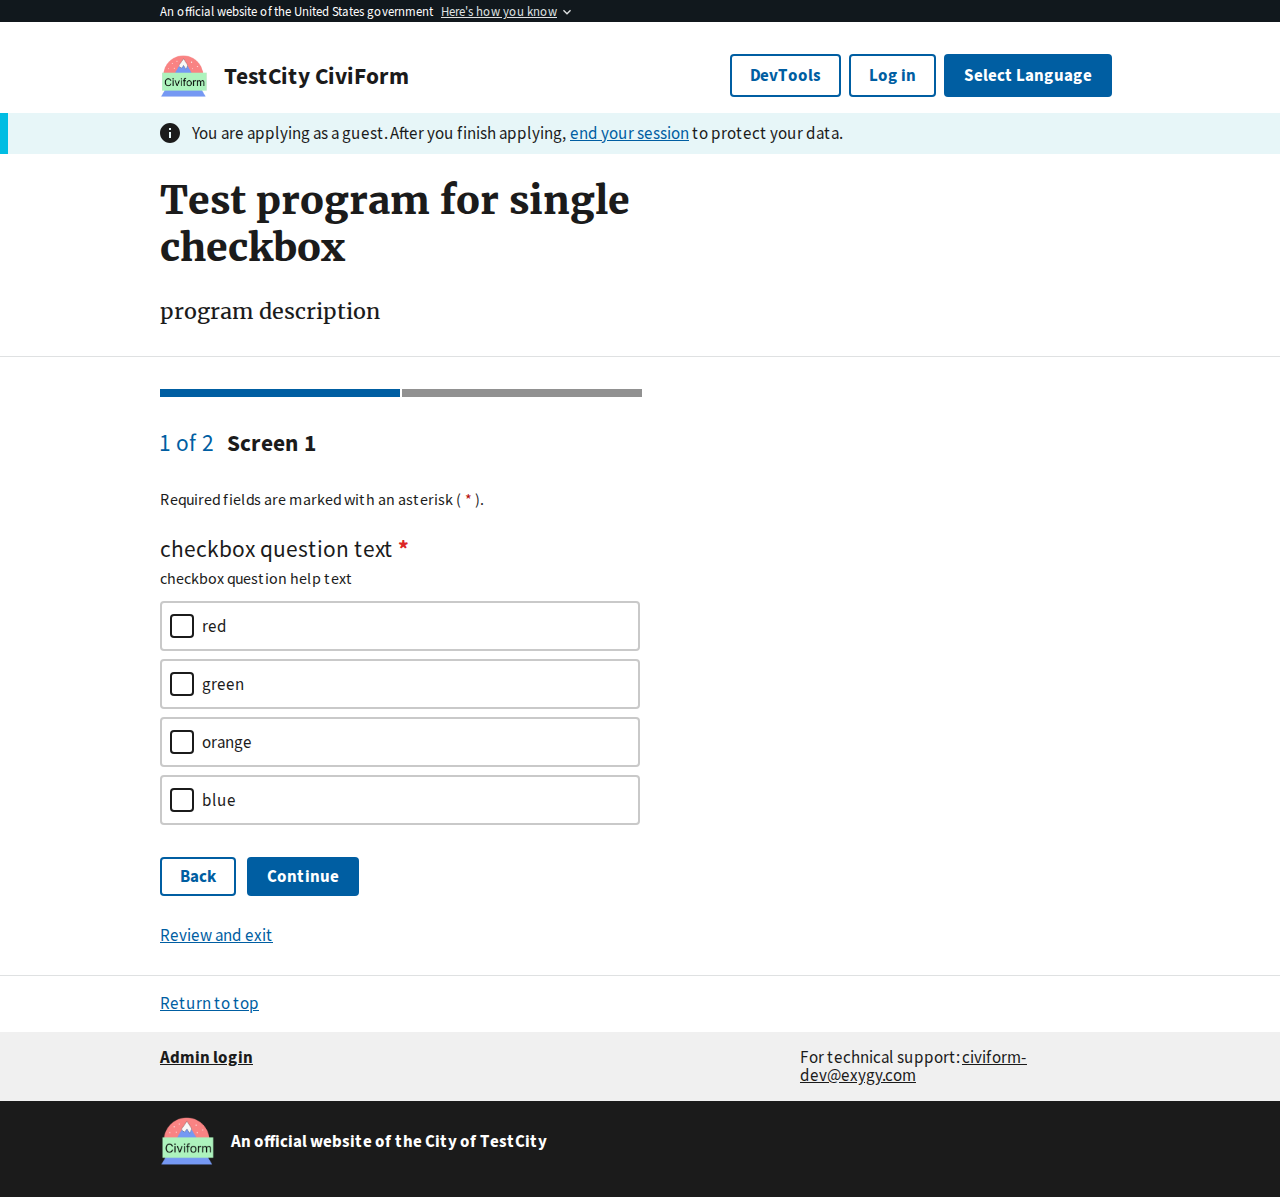 An official website of the United States government Here's how you know
Civiform
TestCity CiviForm
DevTools
Log in
Select Language
You are applying as a guest. After you finish applying, end your session to protect your data.
Test program for single
checkbox
program description
1 of 2 Screen 1
Required fields are marked with an asterisk ( * ).
checkbox question text *
checkbox question help text
red
green
orange
blue
Back
Continue
Review and exit
Return to top
Admin login
For technical support: civiform-
dev@exygy.com
Civiform
An official website of the City of TestCity